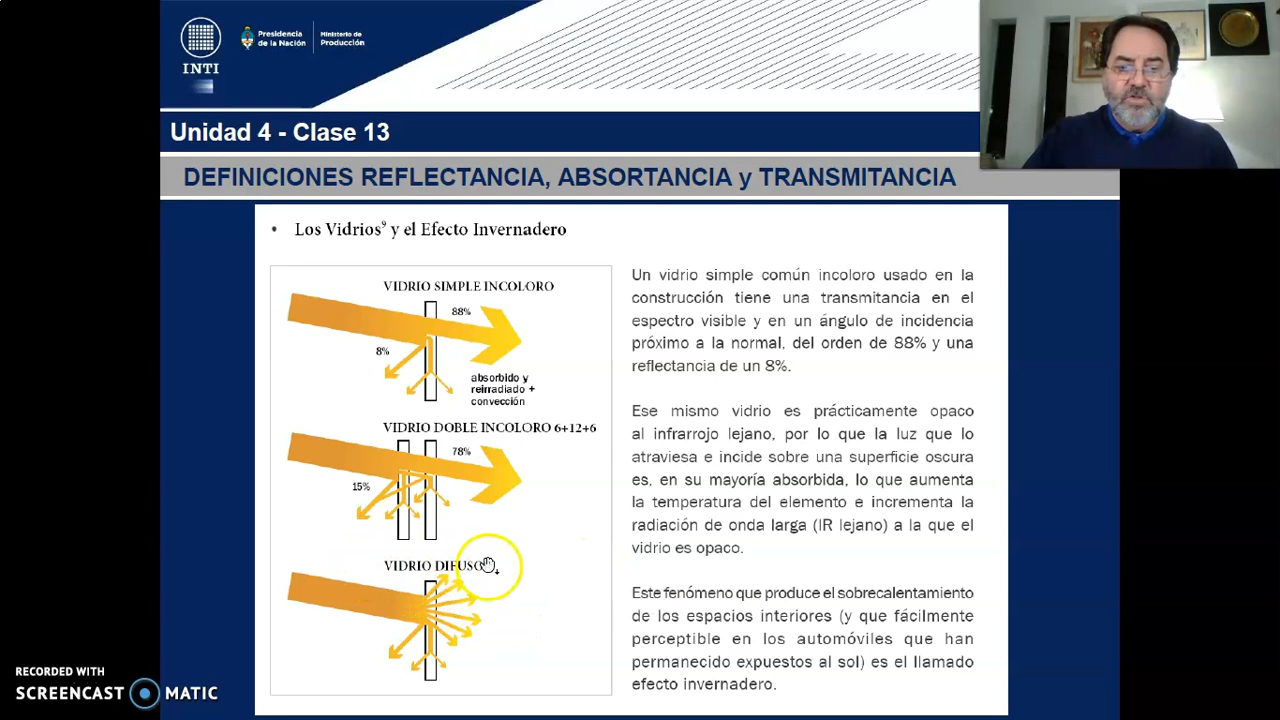 INTI
Presidencia
de la Nación
Ministerio de
Producción
Unidad 4 - Clase 13
DEFINICIONES REFLECTANCIA, ABSORTANCIA y TRANSMITANCIA
• Los Vidrios⁹ y el Efecto Invernadero
VIDRIO SIMPLE INCOLORO
88%
8%
absorbido y
reirradiado +
convección
VIDRIO DOBLE INCOLORO 6+12+6
78%
15%
VIDRIO DIFUSO
Un vidrio simple común incoloro usado en la
construcción tiene una transmitancia en el
espectro visible y en un ángulo de incidencia
próximo a la normal, del orden de 88% y una
reflectancia de un 8%.
Ese mismo vidrio es prácticamente opaco
al infrarrojo lejano, por lo que la luz que lo
atraviesa e incide sobre una superficie oscura
es, en su mayoría absorbida, lo que aumenta
la temperatura del elemento e incrementa la
radiación de onda larga (IR lejano) a la que el
vidrio es opaco.
Este fenómeno que produce el sobrecalentamiento
de los espacios interiores (y que fácilmente
perceptible en los automóviles que han
permanecido expuestos al sol) es el llamado
efecto invernadero.
RECORDED WITH
SCREENCAST MATIC